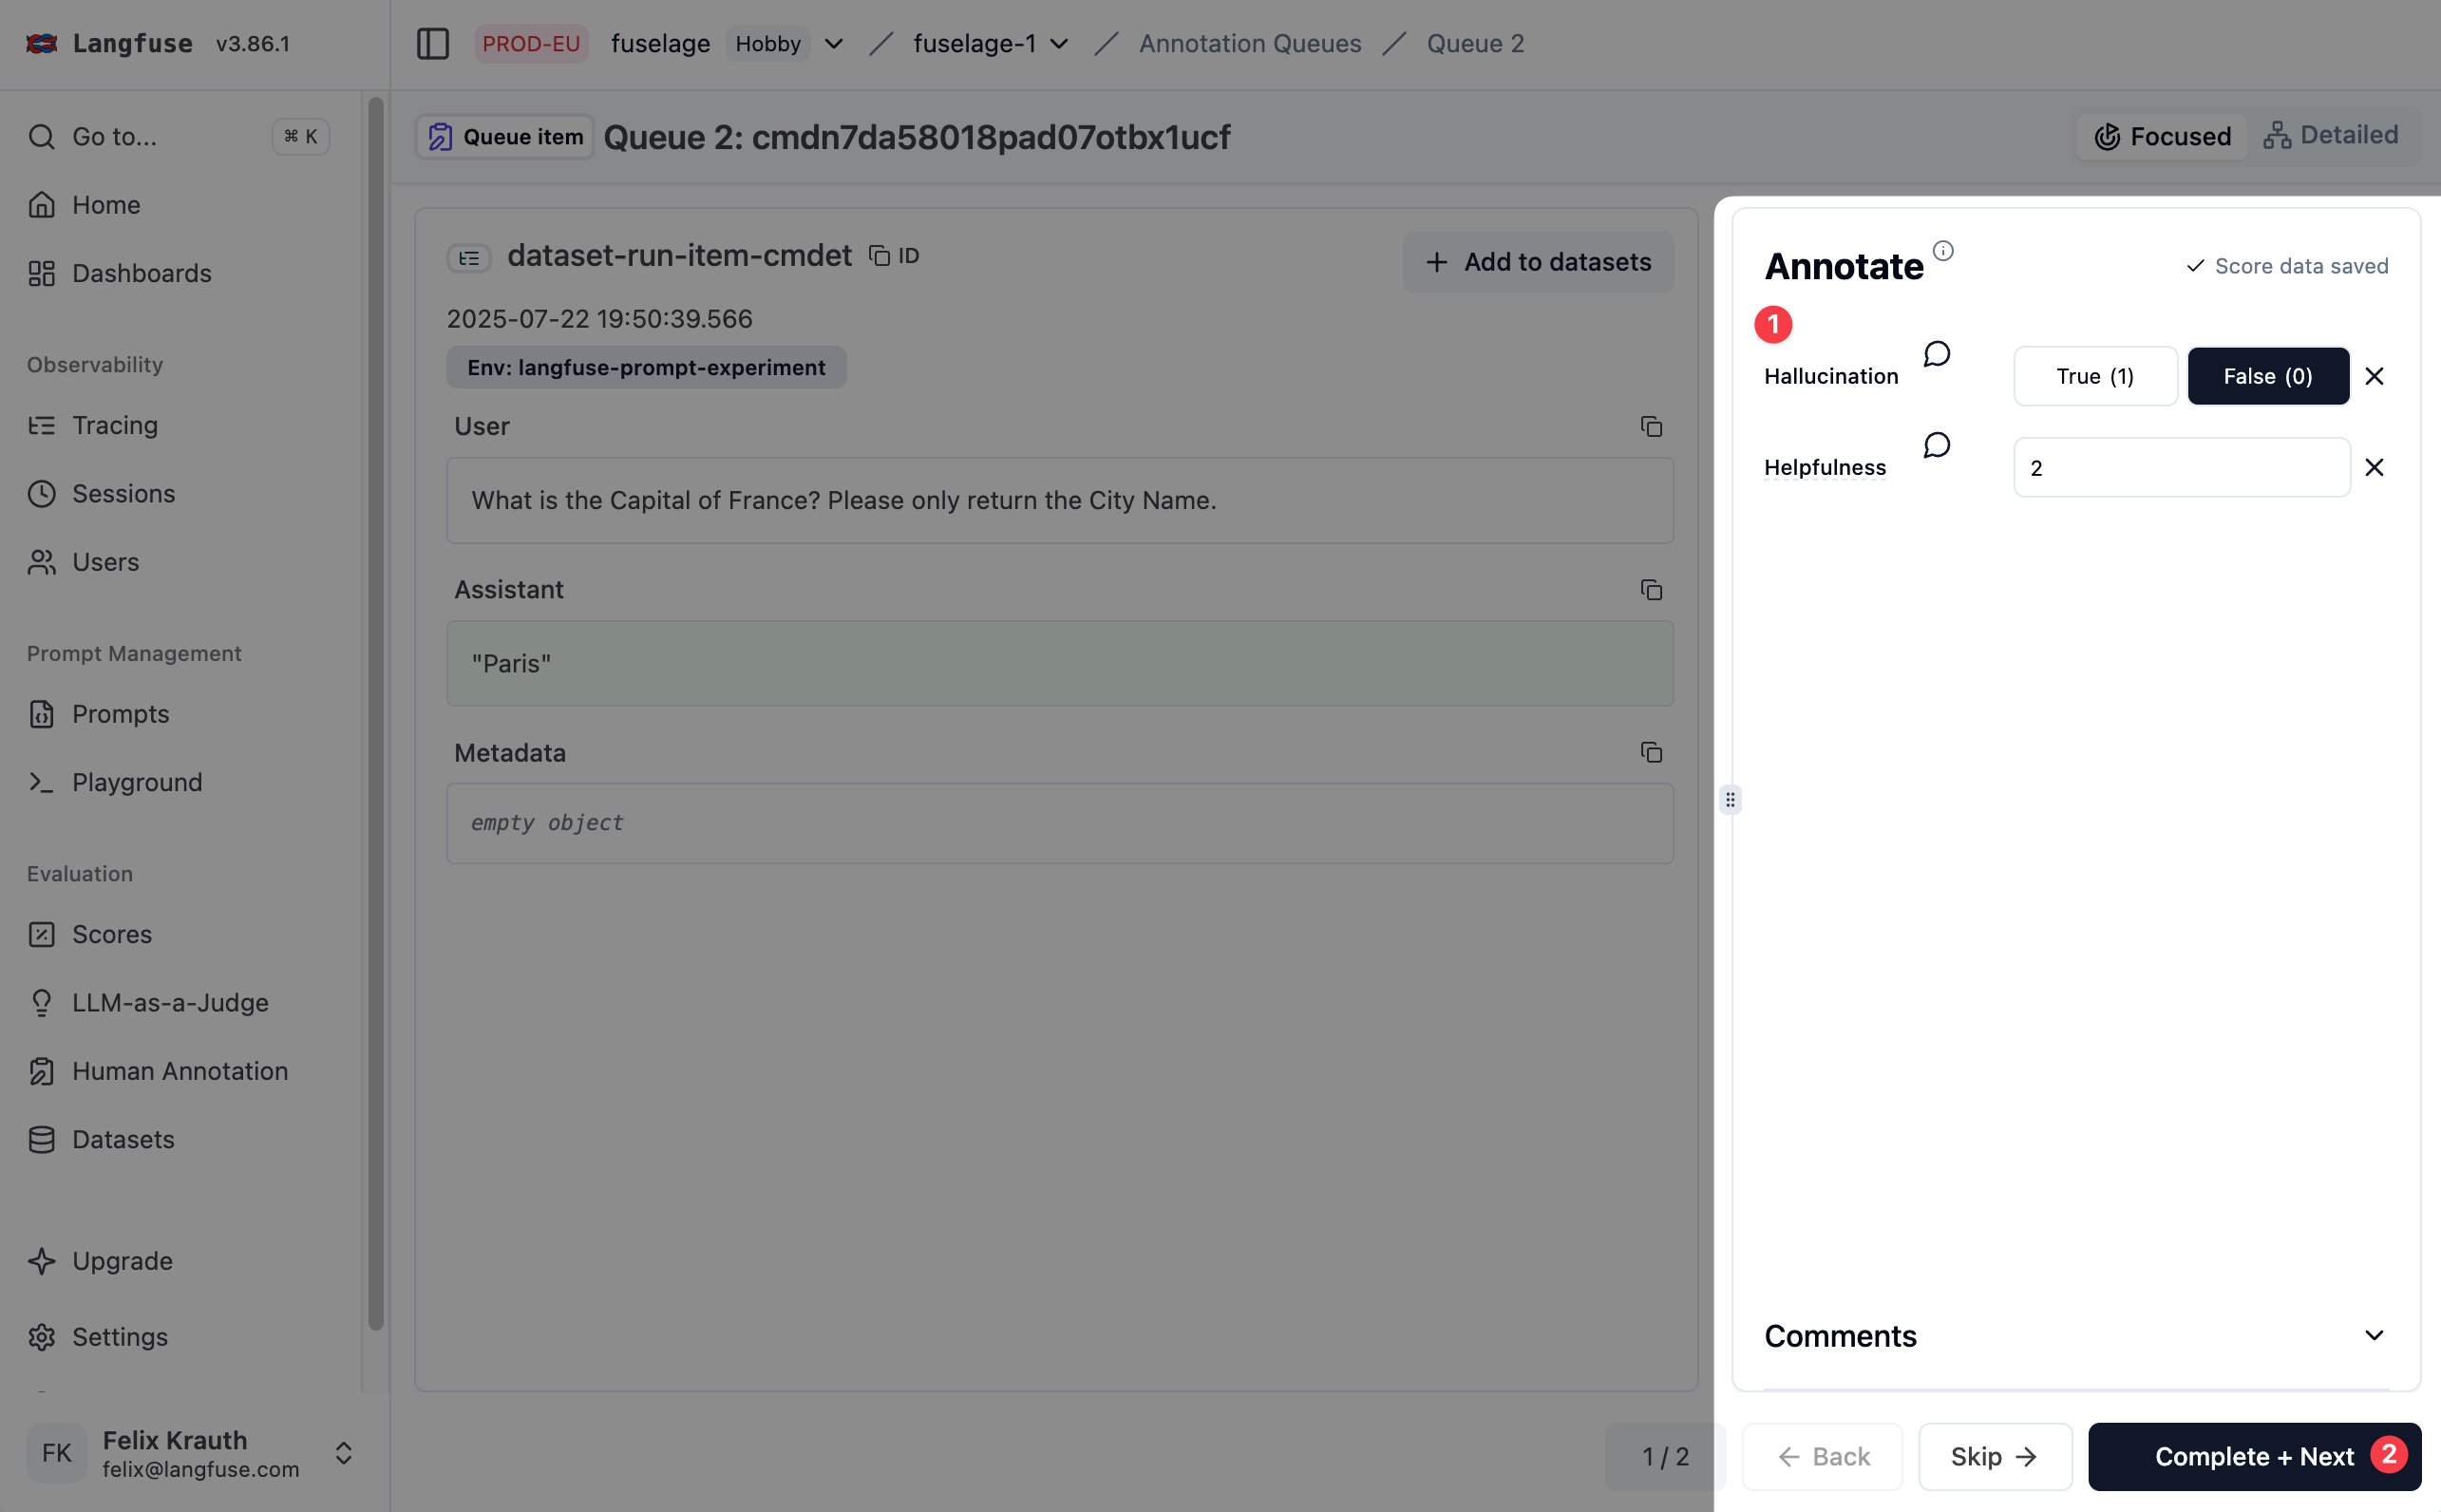 Langfuse v3.86.1
PROD-EU fuselage Hobby fuselage-1 Annotation Queues Queue 2
Go to... ⌘ K
Home
Dashboards
Observability
Tracing
Sessions
Users
Prompt Management
Prompts
Playground
Evaluation
Scores
LLM-as-a-Judge
Human Annotation
Datasets
Upgrade
Settings
FK
Felix Krauth
felix@langfuse.com
Queue item Queue 2: cmdn7da58018pad07otbx1ucf
Focused Detailed
dataset-run-item-cmdet ID
Add to datasets
2025-07-22 19:50:39.566
Env: langfuse-prompt-experiment
User
What is the Capital of France? Please only return the City Name.
Assistant
"Paris"
Metadata
empty object
Annotate
Score data saved
1
Hallucination True (1) False (0)
Helpfulness 2
Comments
1 / 2 Back Skip Complete + Next 2